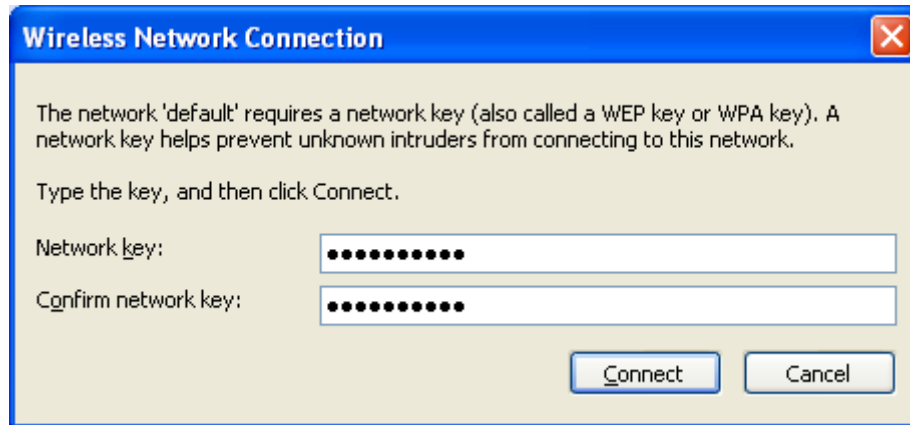 Wireless Network Connection
The network 'default' requires a network key (also called a WEP key or WPA key). A
network key helps prevent unknown intruders from connecting to this network.
Type the key, and then click Connect.
Network key: ●●●●●●●●●●
Confirm network key: ●●●●●●●●●●
Connect Cancel